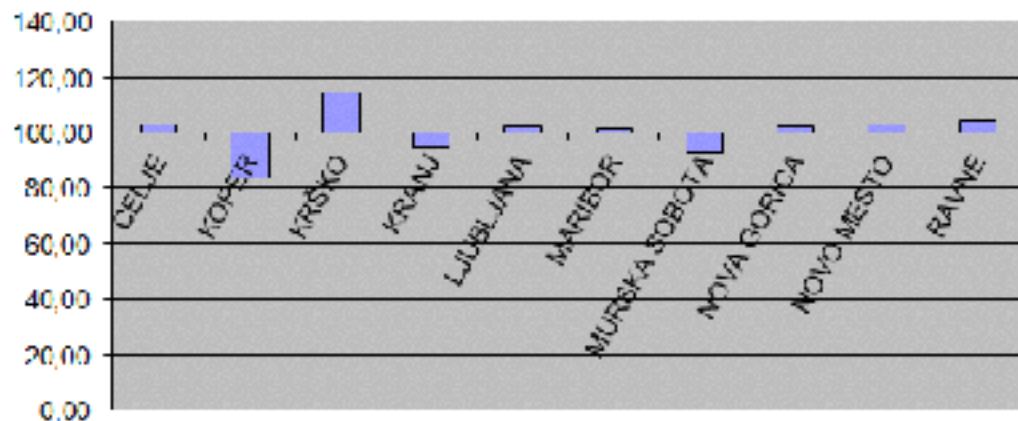 140,00
120,00
100,00
80,00
60,00
40,00
20,00
0,00
CELJE
KOPER
KRŠKO
KRANJ
LJUBLJANA
MARIBOR
MURSKA SOBOTA
NOVA GORICA
NOVO MESTO
RAVNE